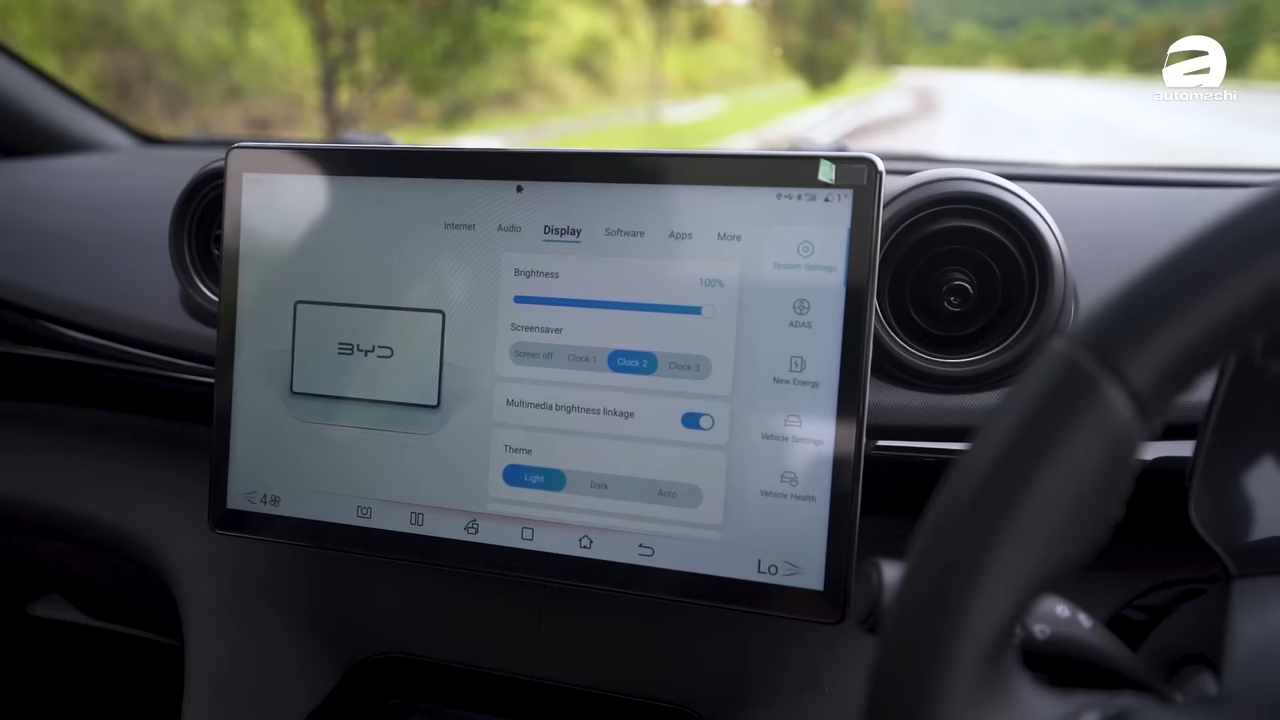 automachi
Internet Audio Display Software Apps More
System Settings
Brightness 100%
Screensaver
Screen off Clock 1 Clock 2 Clock 3
Multimedia brightness linkage
Theme
Light Dark Auto
ADAS
New Energy
Vehicle Settings
Vehicle Health
BYD
4
Lo